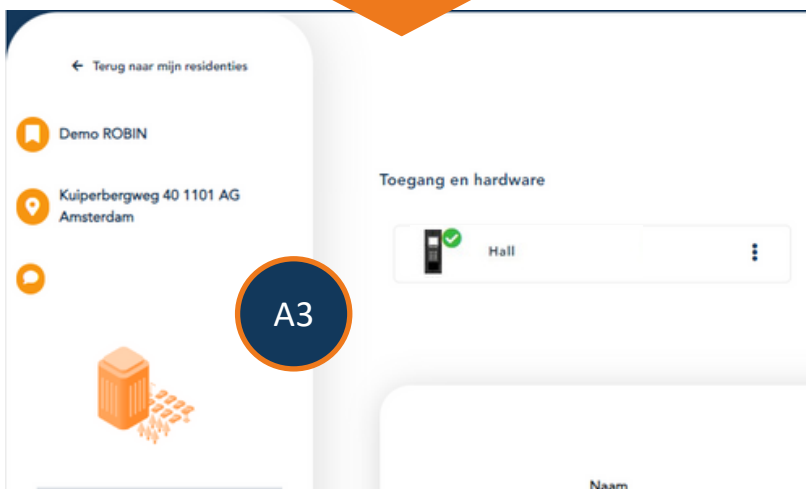 ← Terug naar mijn residenties
Demo ROBIN
Kuiperbergweg 40 1101 AG
Amsterdam
A3
Toegang en hardware
Hall
Naam